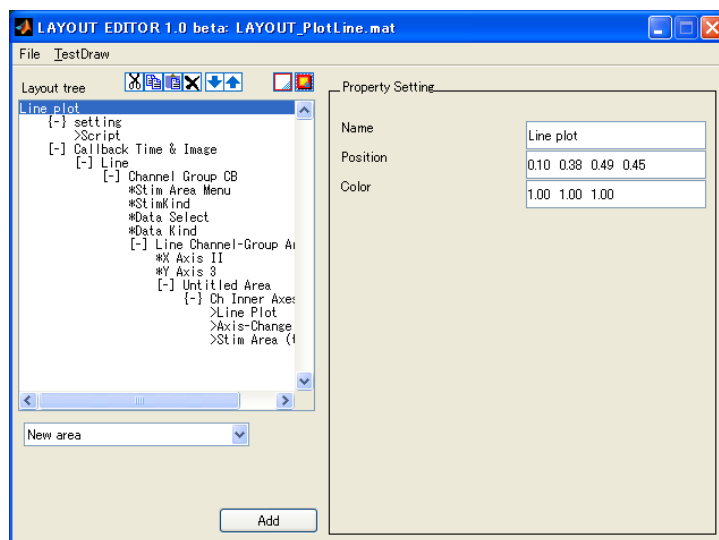 LAYOUT EDITOR 1.0 beta: LAYOUT_PlotLine.mat
File TestDraw
Layout tree
Line plot
{-} setting
>Script
[-] Callback Time & Image
[-] Line
[-] Channel Group CB
*Stim Area Menu
*StimKind
*Data Select
*Data Kind
[-] Line Channel-Group
*X Axis II
*Y Axis 3
[-] Untitled Area
{-} Ch Inner Axes
>Line Plot
>Axis-Change
>Stim Area (
New area
Add
Property Setting
Name
Line plot
Position
0.10 0.38 0.49 0.45
Color
1.00 1.00 1.00